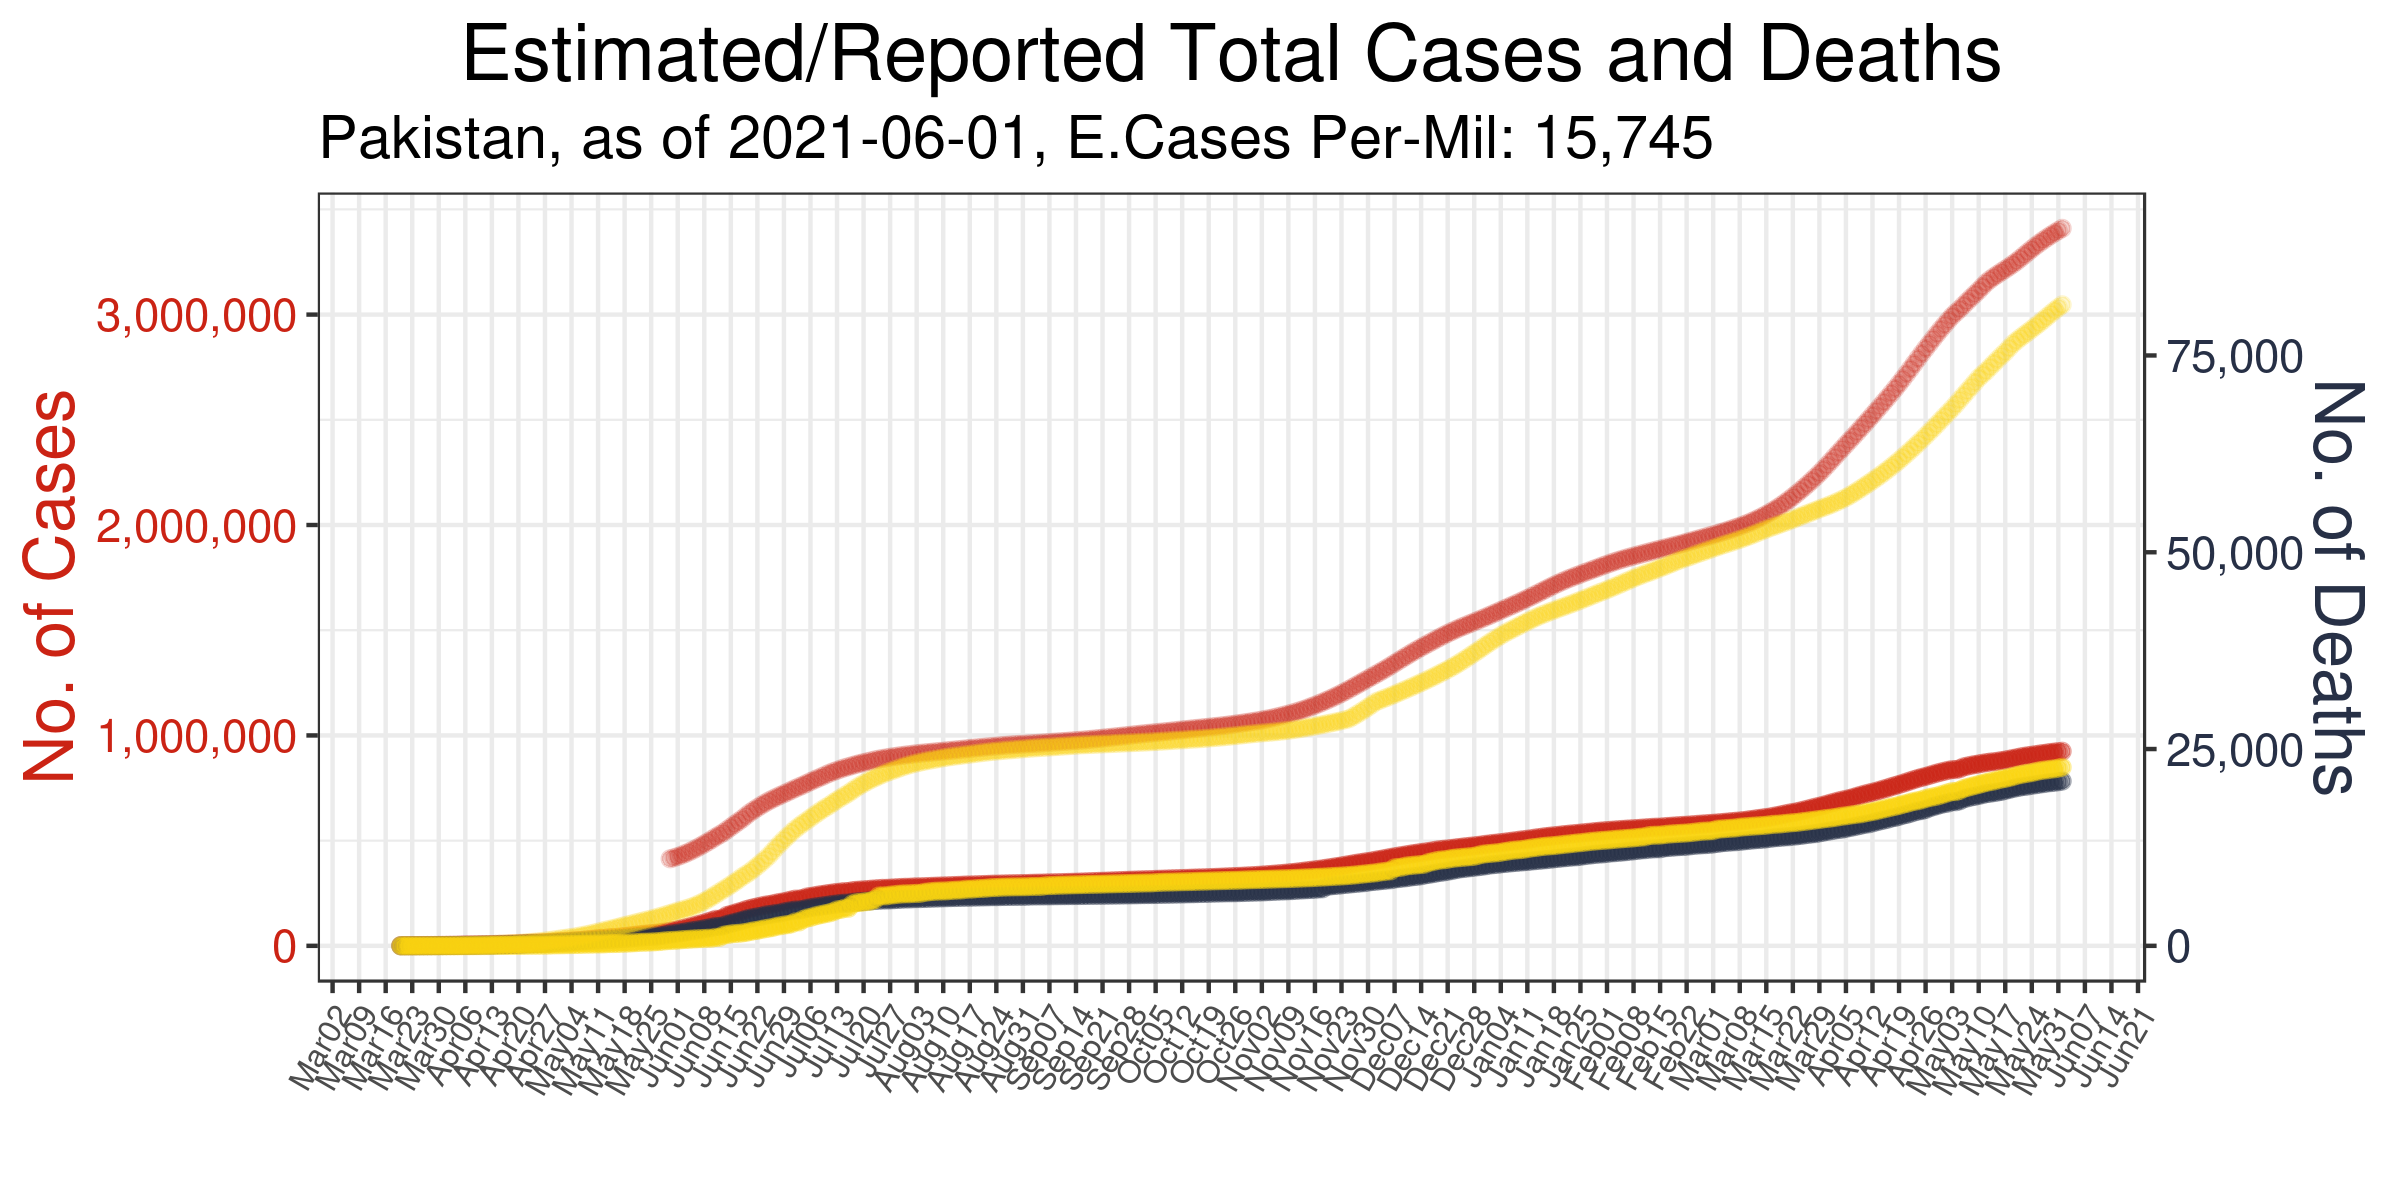 Estimated/Reported Total Cases and Deaths
Pakistan, as of 2021-06-01, E.Cases Per-Mil: 15,745
No. of Cases
3,000,000
2,000,000
1,000,000
0
75,000
50,000
25,000
0
No. of Deaths
Mar02
Mar09
Mar16
Mar23
Mar30
Apr06
Apr13
Apr20
Apr27
May04
May11
May18
May25
Jun01
Jun08
Jun15
Jun22
Jun29
Jul06
Jul13
Jul20
Jul27
Aug03
Aug10
Aug17
Aug24
Aug31
Sep07
Sep14
Sep21
Sep28
Oct05
Oct12
Oct19
Oct26
Nov02
Nov09
Nov16
Nov23
Nov30
Dec07
Dec14
Dec21
Dec28
Jan04
Jan11
Jan18
Jan25
Feb01
Feb08
Feb15
Feb22
Mar01
Mar08
Mar15
Mar22
Mar29
Apr05
Apr12
Apr19
Apr26
May03
May10
May17
May24
May31
Jun07
Jun14
Jun21